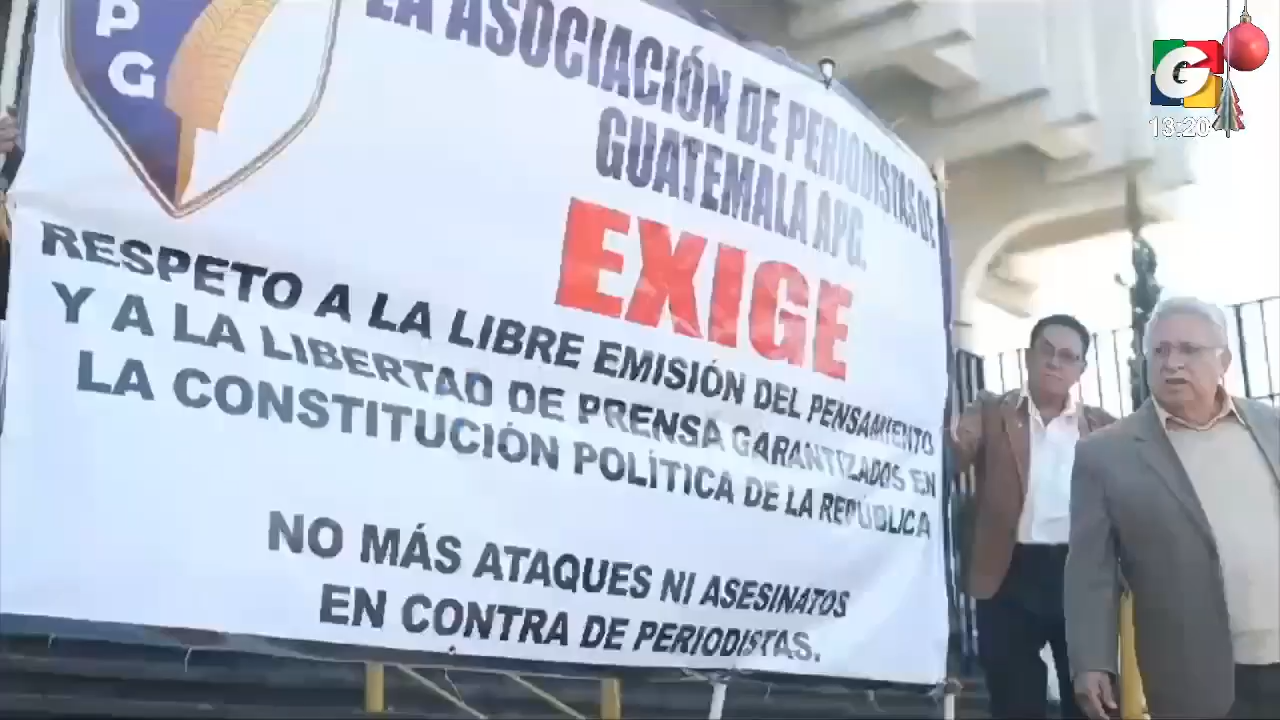 PG
LA ASOCIACIÓN DE PERIODISTAS DE
GUATEMALA APG.
EXIGE
RESPETO A LA LIBRE EMISIÓN DEL PENSAMIENTO
Y A LA LIBERTAD DE PRENSA GARANTIZADOS EN
LA CONSTITUCIÓN POLÍTICA DE LA REPÚBLICA
NO MÁS ATAQUES NI ASESINATOS
EN CONTRA DE PERIODISTAS.
G
13:20